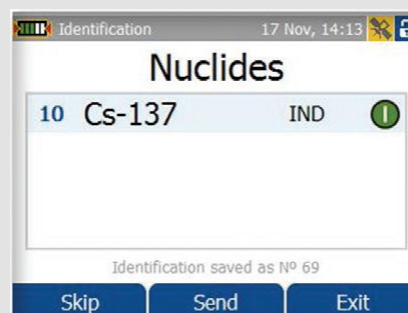 Identification 17 Nov, 14:13
Nuclides
10 Cs-137 IND I
Identification saved as Nº 69
Skip Send Exit